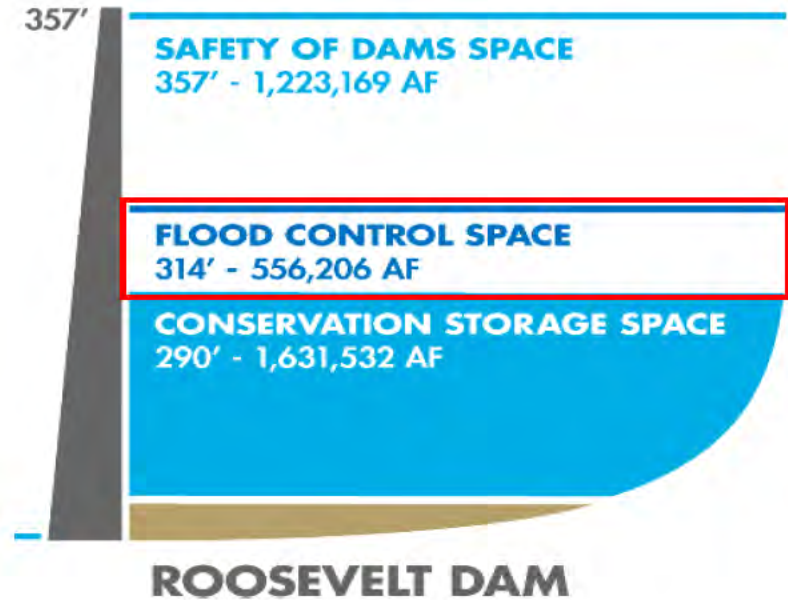 357′
SAFETY OF DAMS SPACE
357′ - 1,223,169 AF
FLOOD CONTROL SPACE
314′ - 556,206 AF
CONSERVATION STORAGE SPACE
290′ - 1,631,532 AF
ROOSEVELT DAM